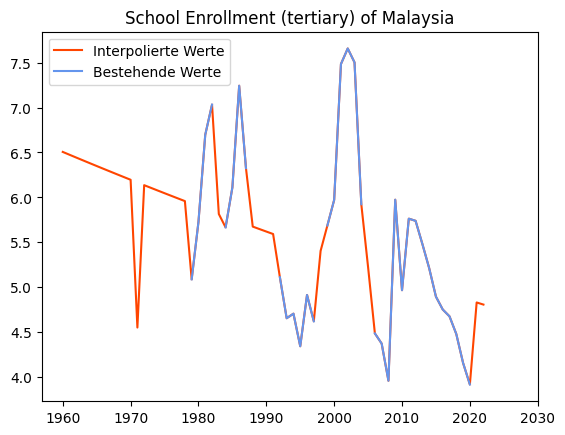 School Enrollment (tertiary) of Malaysia
Interpolierte Werte
Bestehende Werte
7.5
7.0
6.5
6.0
5.5
5.0
4.5
4.0
1960 1970 1980 1990 2000 2010 2020 2030